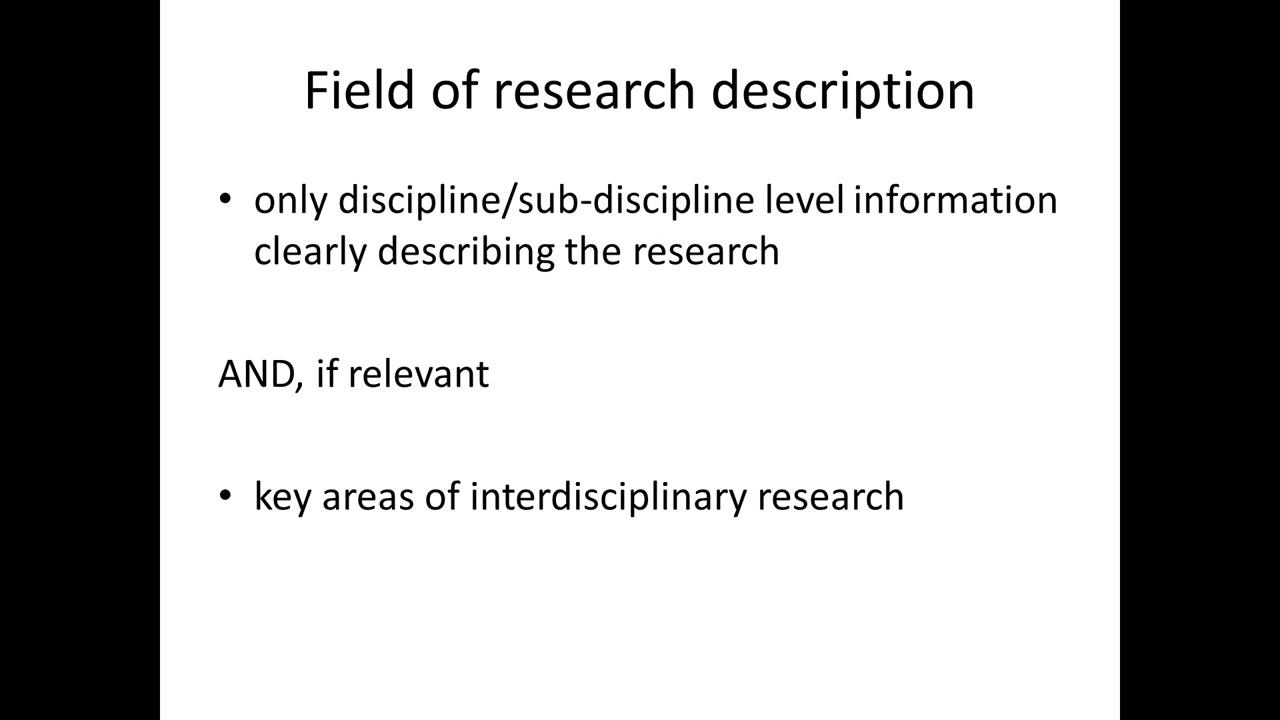 Field of research description
• only discipline/sub-discipline level information
clearly describing the research
AND, if relevant
• key areas of interdisciplinary research